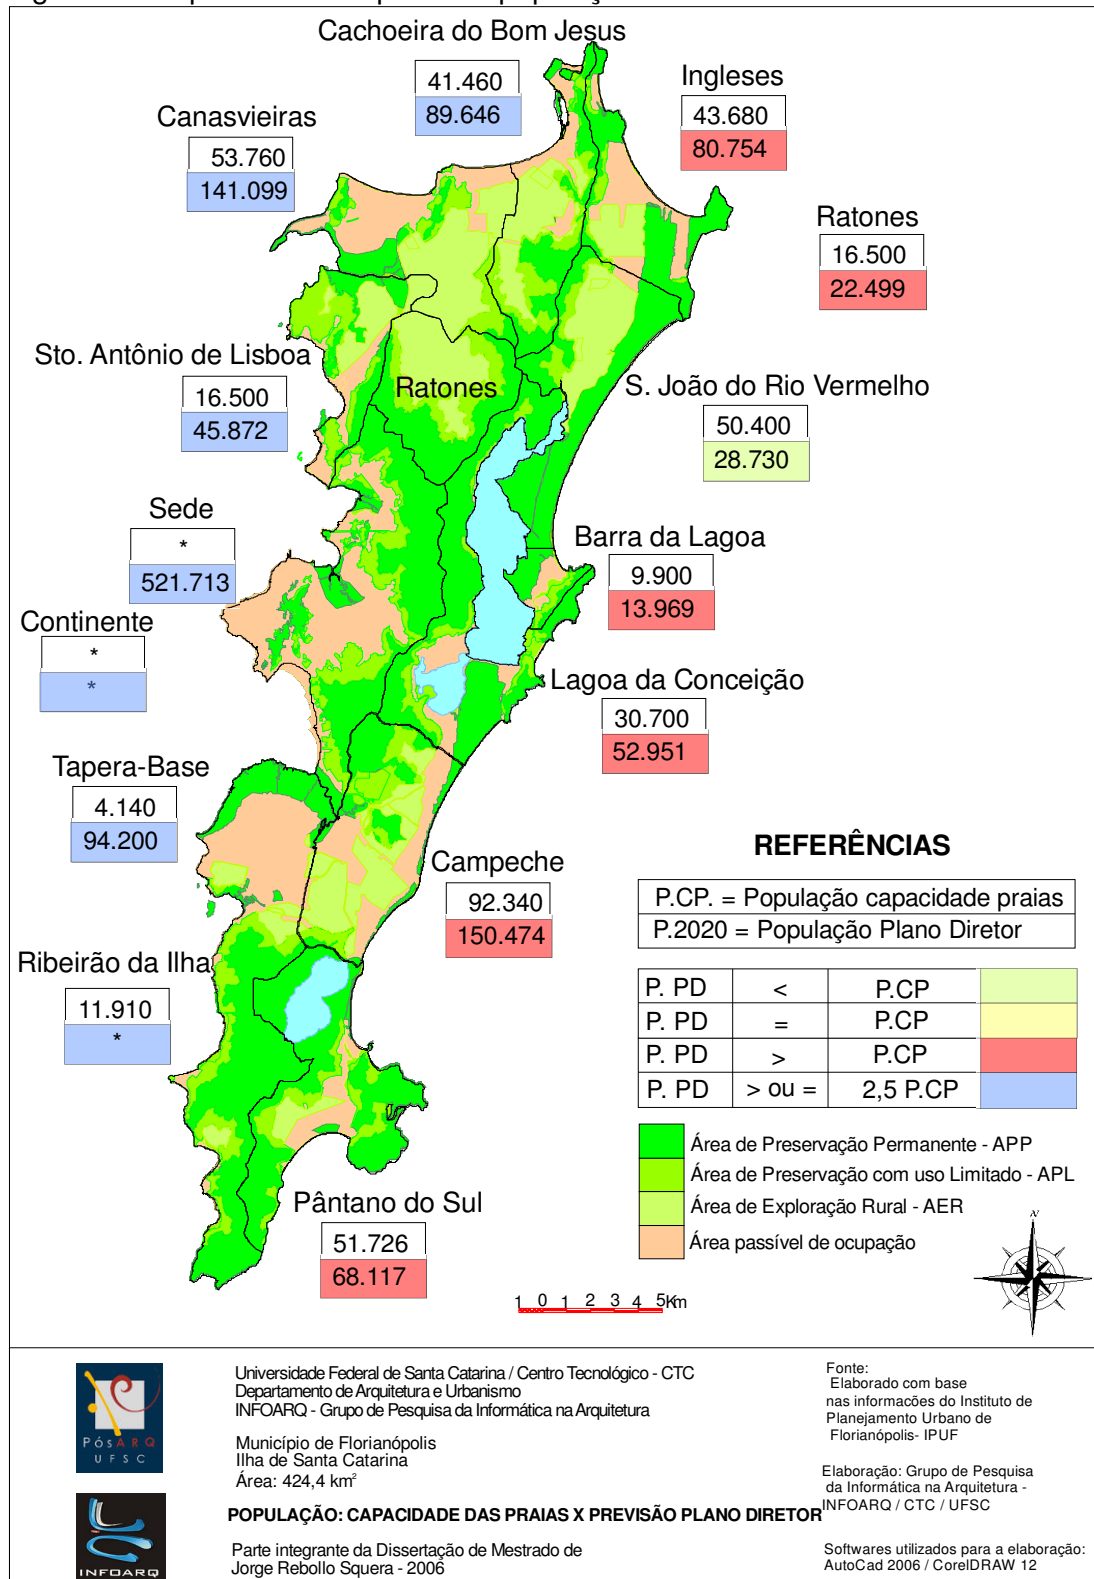 Cachoeira do Bom Jesus
41.460
89.646
Ingleses
43.680
80.754
Canasvieiras
53.760
141.099
Ratones
16.500
22.499
Sto. Antônio de Lisboa
16.500
45.872
Ratones
S. João do Rio Vermelho
50.400
28.730
Sede
*
521.713
Barra da Lagoa
9.900
13.969
Continente
*
*
Lagoa da Conceição
30.700
52.951
Tapera-Base
4.140
94.200
Campeche
92.340
150.474
Ribeirão da Ilha
11.910
*
Pântano do Sul
51.726
68.117
REFERÊNCIAS
P.CP. = População capacidade praias
P.2020 = População Plano Diretor
P. PD < P.CP
P. PD = P.CP
P. PD > P.CP
P. PD > ou = 2,5 P.CP
Área de Preservação Permanente - APP
Área de Preservação com uso Limitado - APL
Área de Exploração Rural - AER
Área passível de ocupação
N
1 0 1 2 3 4 5Km
PósARQ
UFSC
INFOARQ
Universidade Federal de Santa Catarina / Centro Tecnológico - CTC
Departamento de Arquitetura e Urbanismo
INFOARQ - Grupo de Pesquisa da Informática na Arquitetura
Município de Florianópolis
Ilha de Santa Catarina
Área: 424,4 km²
POPULAÇÃO: CAPACIDADE DAS PRAIAS X PREVISÃO PLANO DIRETOR
Parte integrante da Dissertação de Mestrado de
Jorge Rebollo Squera - 2006
Fonte:
Elaborado com base
nas informacões do Instituto de
Planejamento Urbano de
Florianópolis- IPUF
Elaboração: Grupo de Pesquisa
da Informática na Arquitetura -
INFOARQ / CTC / UFSC
Softwares utilizados para a elaboração:
AutoCad 2006 / CorelDRAW 12